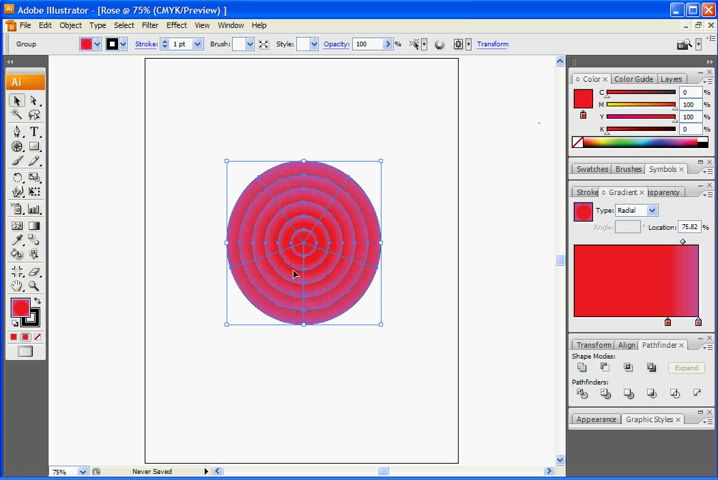 Adobe Illustrator - [Rose @ 75% (CMYK/Preview) ]
File Edit Object Type Select Filter Effect View Window Help
Group Stroke: 1 pt Brush: Style: Opacity: 100 % Transform
Ai
Color Color Guide Layers
C 0 %
M 100 %
Y 100 %
K 0 %
Swatches Brushes Symbols
Stroke Gradient
Type: Radial
Angle: Location: 75.82 %
Transform Align Pathfinder
Shape Modes:
Expand
Pathfinders:
Appearance Graphic Styles
75% Never Saved